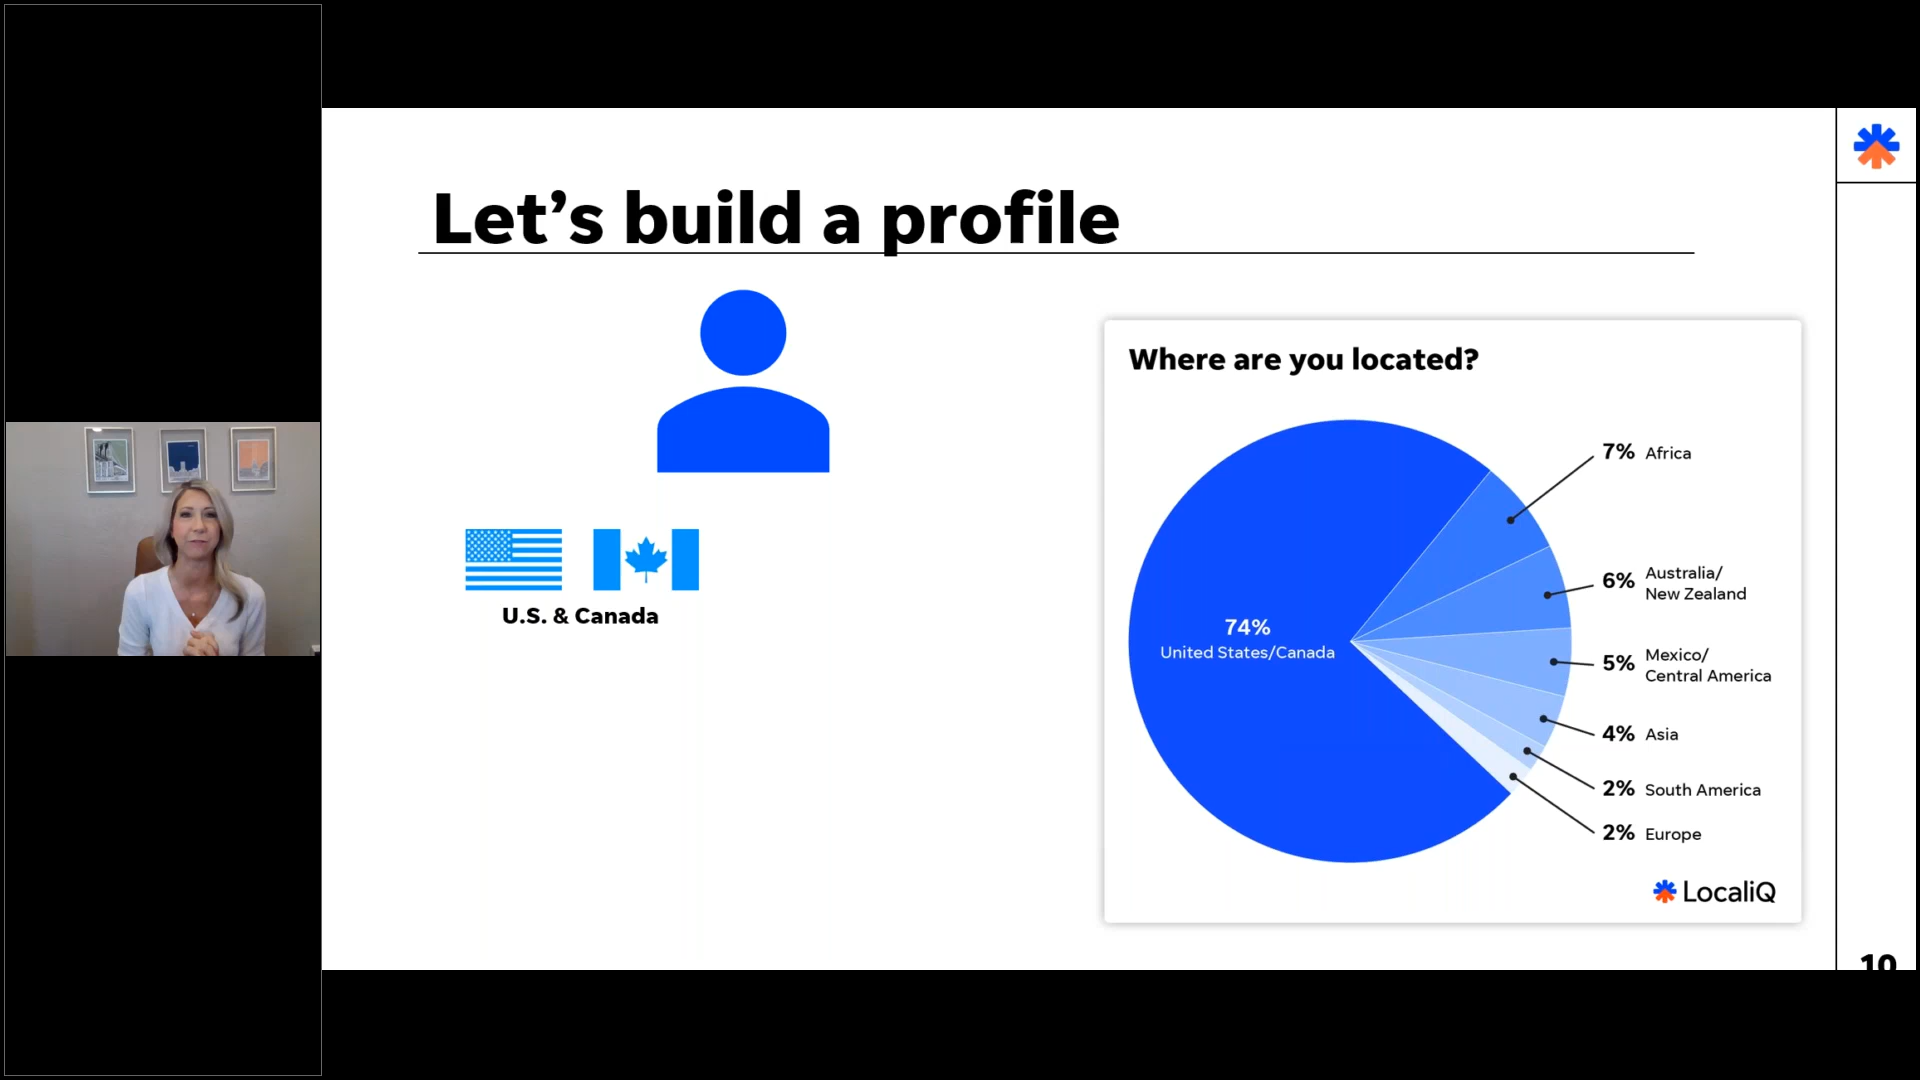 Let’s build a profile
U.S. & Canada
Where are you located?
7% Africa
6% Australia/
New Zealand
74%
United States/Canada
5% Mexico/
Central America
4% Asia
2% South America
2% Europe
LocaliQ
10